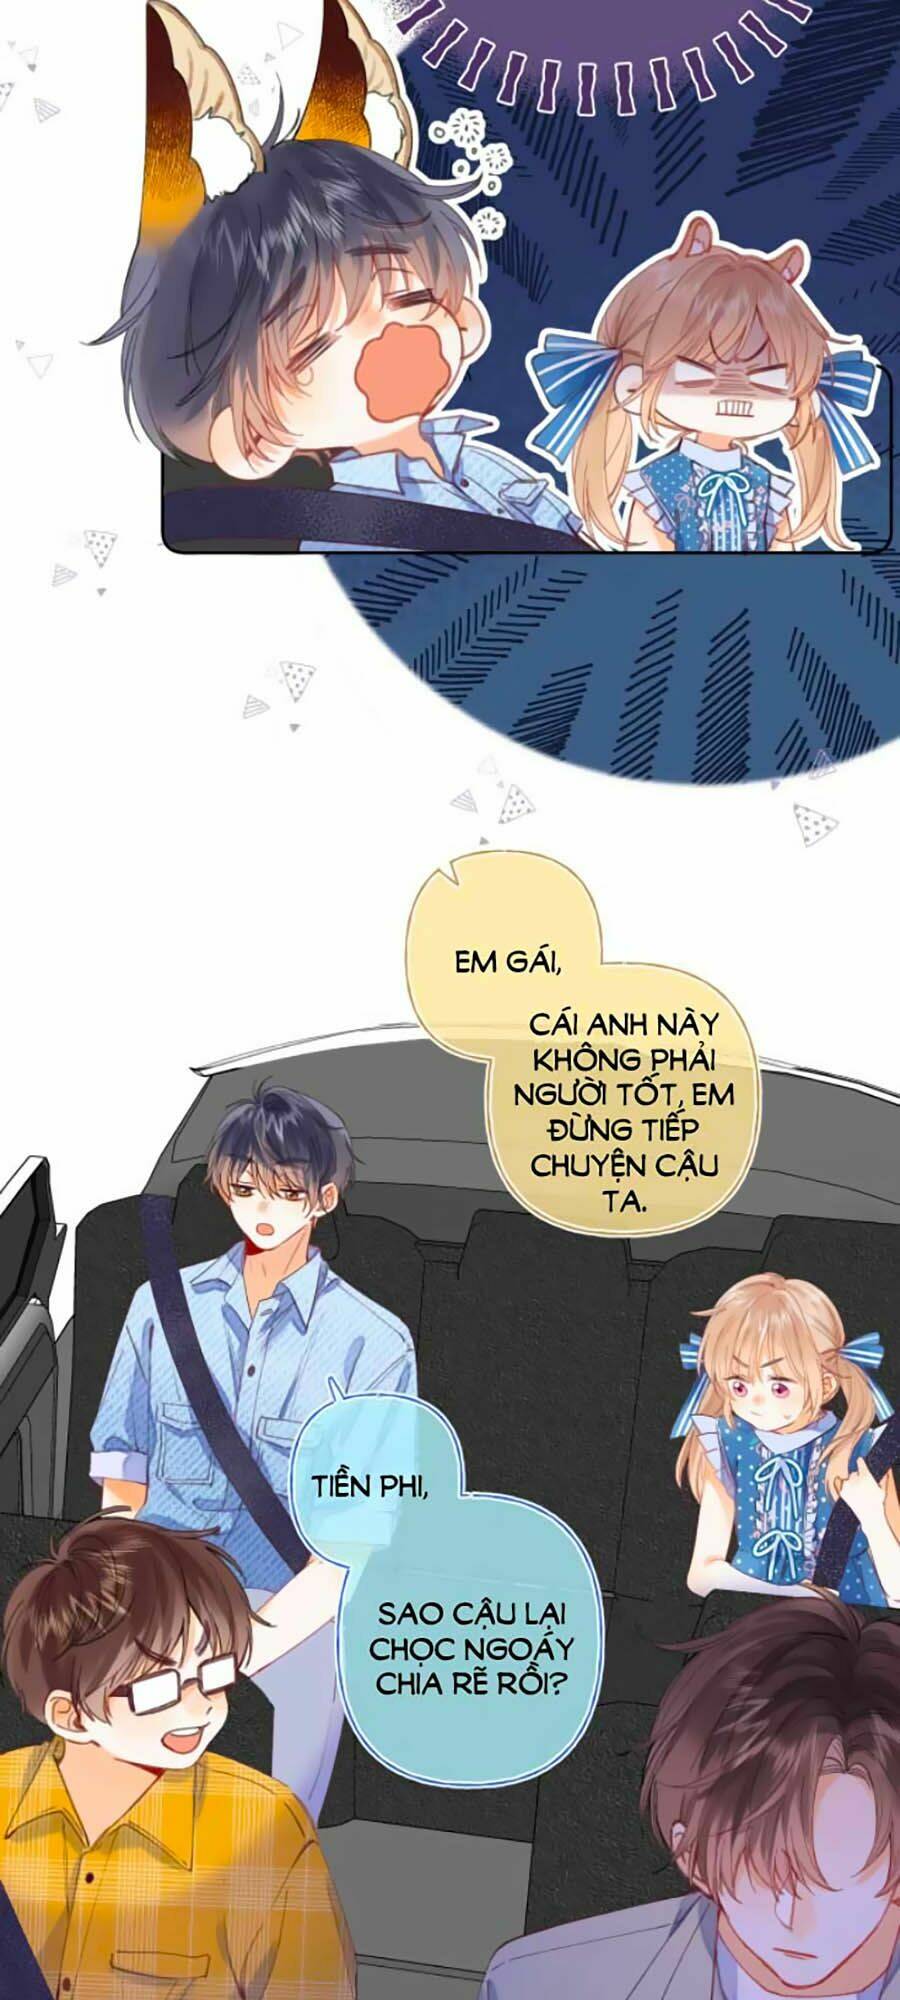 EM GÁI,
CÁI ANH NÀY
KHÔNG PHẢI
NGƯỜI TỐT, EM
ĐỪNG TIẾP
CHUYỆN CẬU
TA.
TIỀN PHI,
SAO CẬU LẠI
CHỌC NGOÁY
CHIA RẼ RỒI?